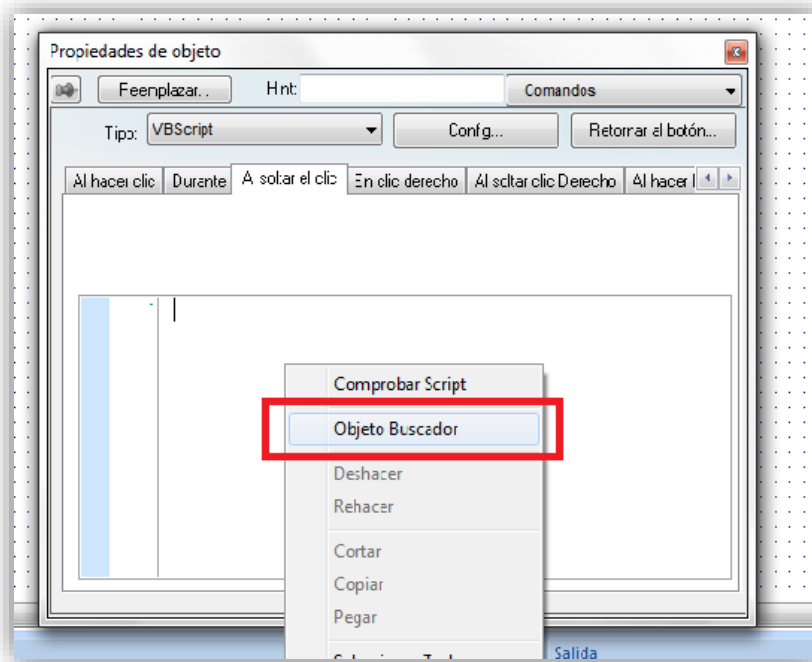 Propiedades de objeto
Feenplazar. . Hnt: Comandos
Tipo: VBScript Config... Retornar al botón...
Al hacer clic Durante A soltar el clic En clic derecho Al soltar clic Derecho Al hacer
Comprobar Script
Objeto Buscador
Deshacer
Rehacer
Cortar
Copiar
Pegar
Salida